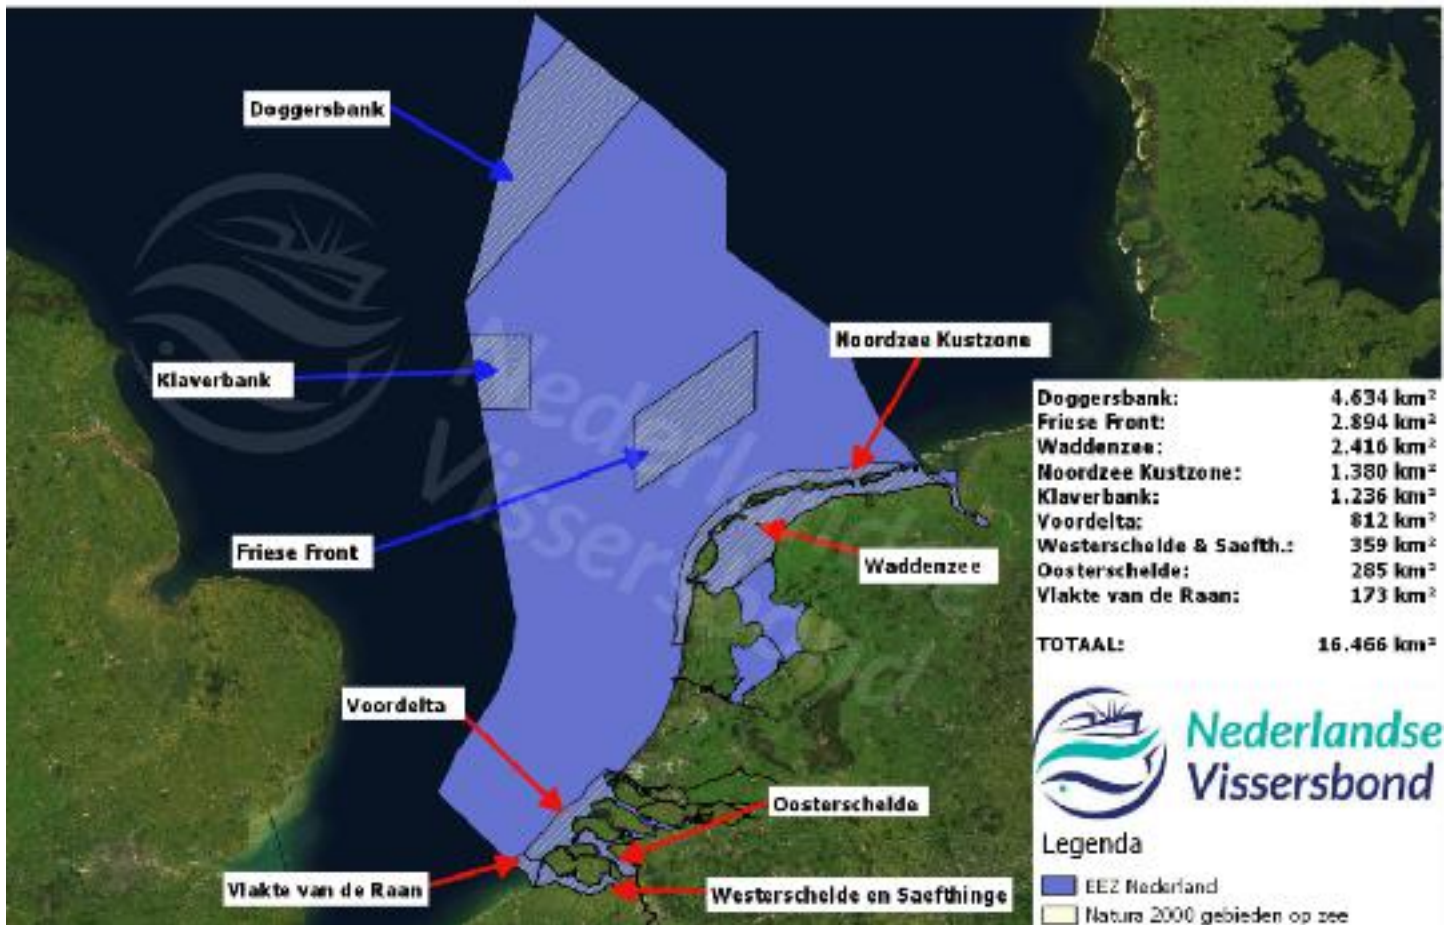 Doggersbank
Noordzee Kustzone
Klaverbank
Friese Front
Waddenzee
Voordelta
Oosterschelde
Vlakte van de Raan
Westerschelde en Saefthinge
Nederlandse
Vissersbond
Doggersbank: 4.634 km²
Friese Front: 2.894 km²
Waddenzee: 2.416 km²
Noordzee Kustzone: 1.380 km²
Klaverbank: 1.236 km²
Voordelta: 812 km²
Westerschelde & Saefth.: 359 km²
Oosterschelde: 285 km²
Vlakte van de Raan: 173 km²
TOTAAL: 16.466 km²
Nederlandse
Vissersbond
Legenda
EEZ Nederland
Natura 2000 gebieden op zee